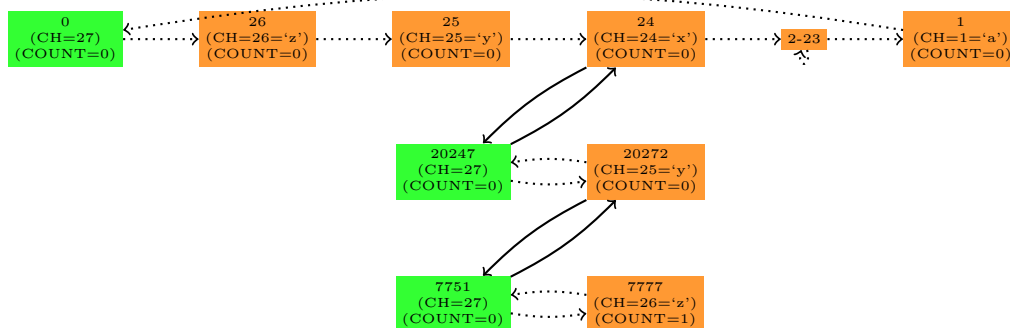 0
(CH=27)
(COUNT=0)
26
(CH=26=‘z’)
(COUNT=0)
25
(CH=25=‘y’)
(COUNT=0)
24
(CH=24=‘x’)
(COUNT=0)
2-23
1
(CH=1=‘a’)
(COUNT=0)
20247
(CH=27)
(COUNT=0)
20272
(CH=25=‘y’)
(COUNT=0)
7751
(CH=27)
(COUNT=0)
7777
(CH=26=‘z’)
(COUNT=1)